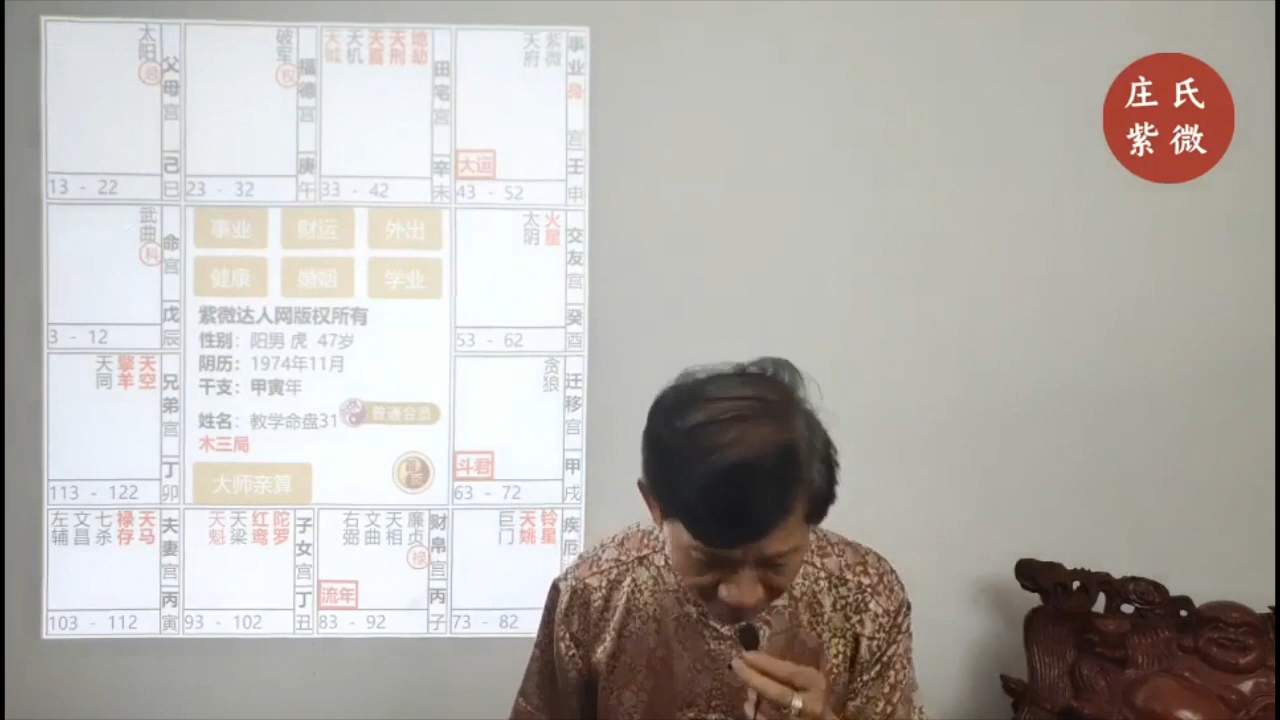 庄氏
紫微
太阳
忌
父母宫
己巳
13 - 22
破军
权
福德宫
庚午
23 - 32
天钺
天机
天喜
天刑
地劫
田宅宫
辛未
33 - 42
天府
紫微
事业身宫
壬申
大运
43 - 52
武曲
科
命宫
戊辰
3 - 12
事业 财运 外出
健康 婚姻 学业
紫微达人网版权所有
性别: 阳男 虎 47岁
阴历: 1974年11月
干支: 甲寅年
姓名: 教学命盘31
普通会员
木三局
大师亲算
太阴
火星
交友宫
癸酉
53 - 62
天同
擎羊
天空
兄弟宫
丁卯
113 - 122
贪狼
迁移宫
甲戌
斗君
63 - 72
左辅
文昌
七杀
禄存
天马
夫妻宫
丙寅
103 - 112
天魁
天梁
红鸾
陀罗
子女宫
丁丑
93 - 102
右弼
文曲
天相
廉贞
禄
财帛宫
丙子
流年
83 - 92
巨门
天姚
铃星
疾厄
73 - 82